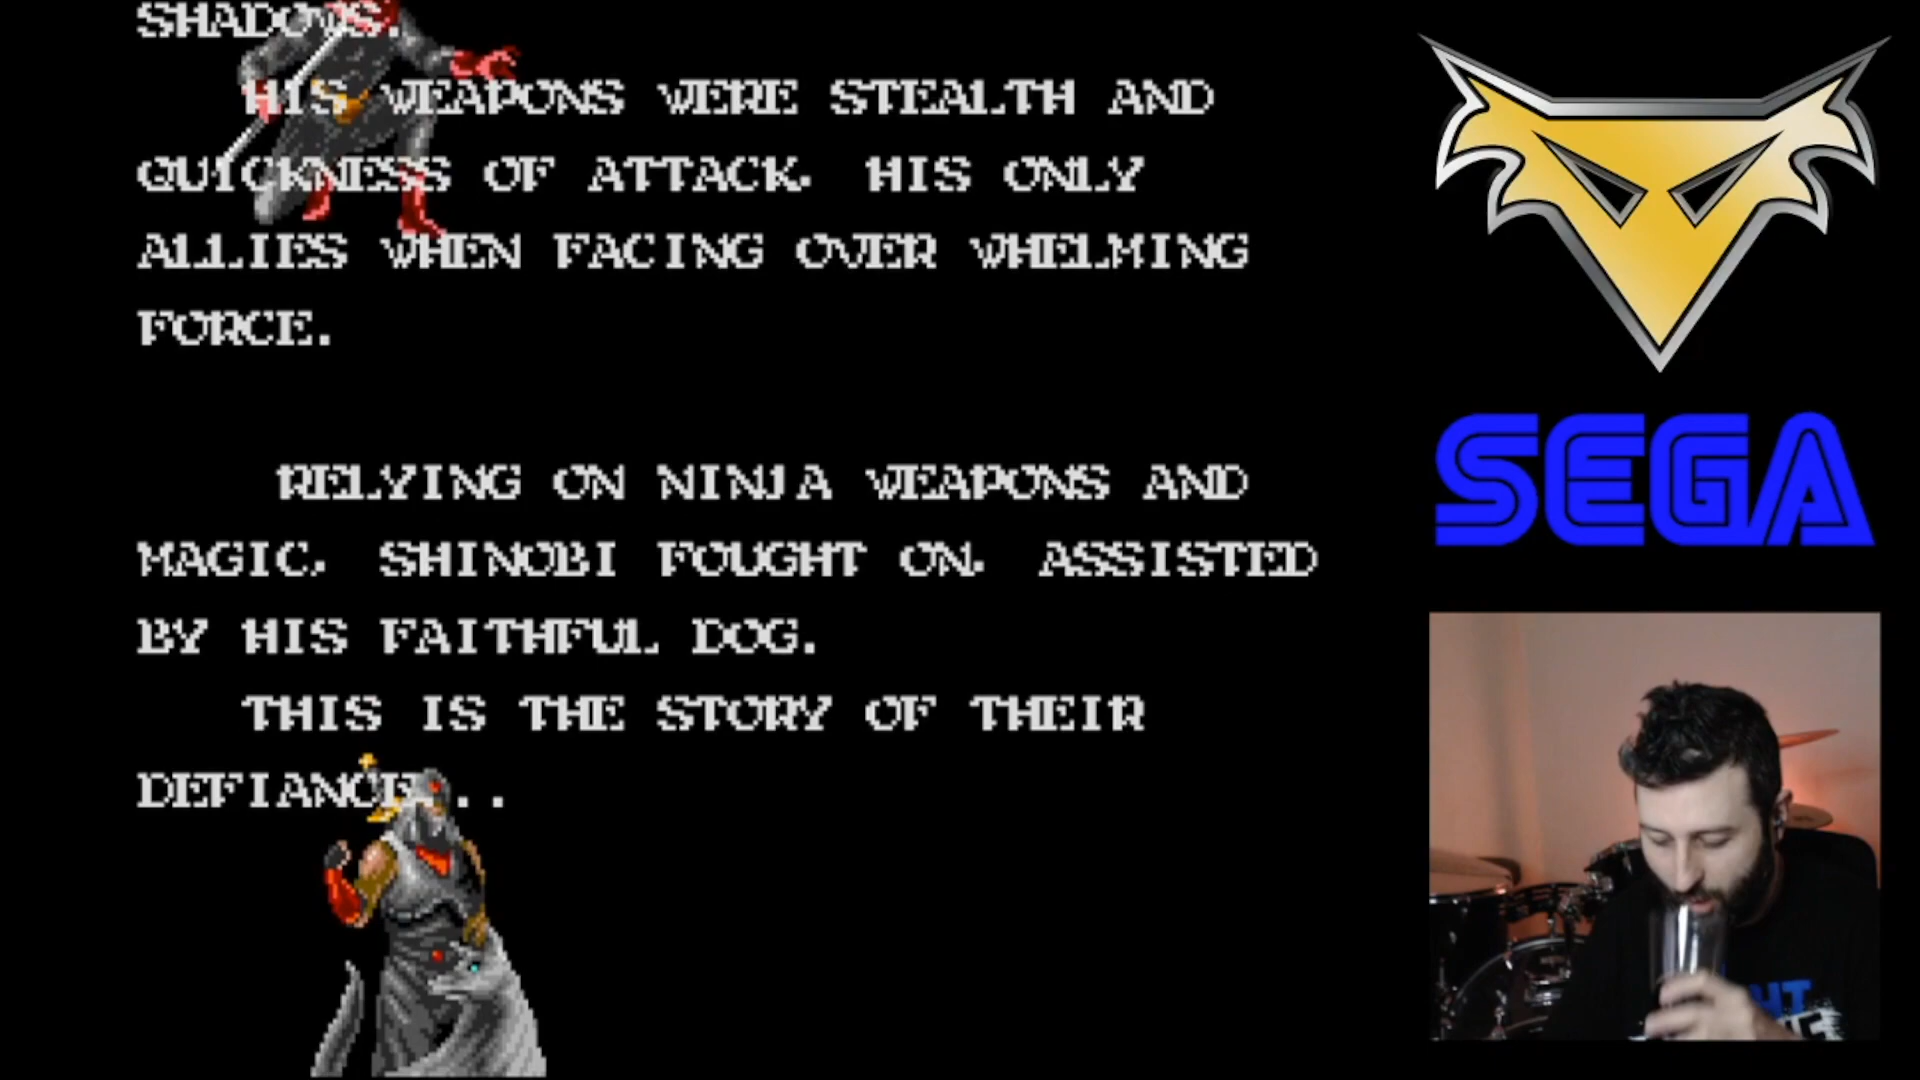 SHADOWS.
HIS WEAPONS WERE STEALTH AND
QUICKNESS OF ATTACK. HIS ONLY
ALLIES WHEN FACING OVER WHELMING
FORCE.
RELYING ON NINJA WEAPONS AND
MAGIC, SHINOBI FOUGHT ON. ASSISTED
BY HIS FAITHFUL DOG.
THIS IS THE STORY OF THEIR
DEFIANCE...
SEGA